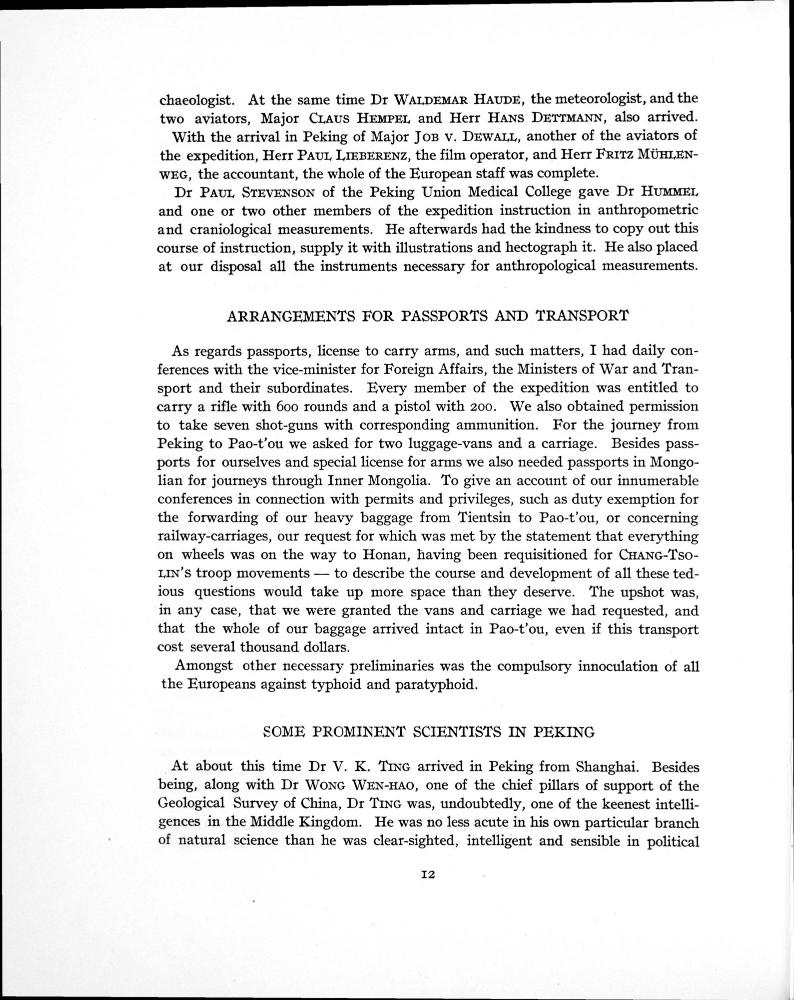 chaeologist. At the same time Dr WALDEMAR HAUDE, the meteorologist, and the
two aviators, Major CLAUS HEMPEL and Herr HANS DETTMANN, also arrived.
With the arrival in Peking of Major JOB V. DEWALL, another of the aviators of
the expedition, Herr PAUL LIEBERENZ, the film operator, and Herr FRITZ MÜHLEN-
WEG, the accountant, the whole of the European staff was complete.
Dr PAUL STEVENSON of the Peking Union Medical College gave Dr HUMMEL
and one or two other members of the expedition instruction in anthropometric
and craniological measurements. He afterwards had the kindness to copy out this
course of instruction, supply it with illustrations and hectograph it. He also placed
at our disposal all the instruments necessary for anthropological measurements.
ARRANGEMENTS FOR PASSPORTS AND TRANSPORT
As regards passports, license to carry arms, and such matters, I had daily con-
ferences with the vice-minister for Foreign Affairs, the Ministers of War and Tran-
sport and their subordinates. Every member of the expedition was entitled to
carry a rifle with 600 rounds and a pistol with 200. We also obtained permission
to take seven shot-guns with corresponding ammunition. For the journey from
Peking to Pao-t'ou we asked for two luggage-vans and a carriage. Besides pass-
ports for ourselves and special license for arms we also needed passports in Mongo-
lian for journeys through Inner Mongolia. To give an account of our innumerable
conferences in connection with permits and privileges, such as duty exemption for
the forwarding of our heavy baggage from Tientsin to Pao-t'ou, or concerning
railway-carriages, our request for which was met by the statement that everything
on wheels was on the way to Honan, having been requisitioned for CHANG-TSO-
LIN'S troop movements — to describe the course and development of all these ted-
ious questions would take up more space than they deserve. The upshot was,
in any case, that we were granted the vans and carriage we had requested, and
that the whole of our baggage arrived intact in Pao-t'ou, even if this transport
cost several thousand dollars.
Amongst other necessary preliminaries was the compulsory innoculation of all
the Europeans against typhoid and paratyphoid.
SOME PROMINENT SCIENTISTS IN PEKING
At about this time Dr V. K. TING arrived in Peking from Shanghai. Besides
being, along with Dr WONG WEN-HAO, one of the chief pillars of support of the
Geological Survey of China, Dr TING was, undoubtedly, one of the keenest intelli-
gences in the Middle Kingdom. He was no less acute in his own particular branch
of natural science than he was clear-sighted, intelligent and sensible in political
12